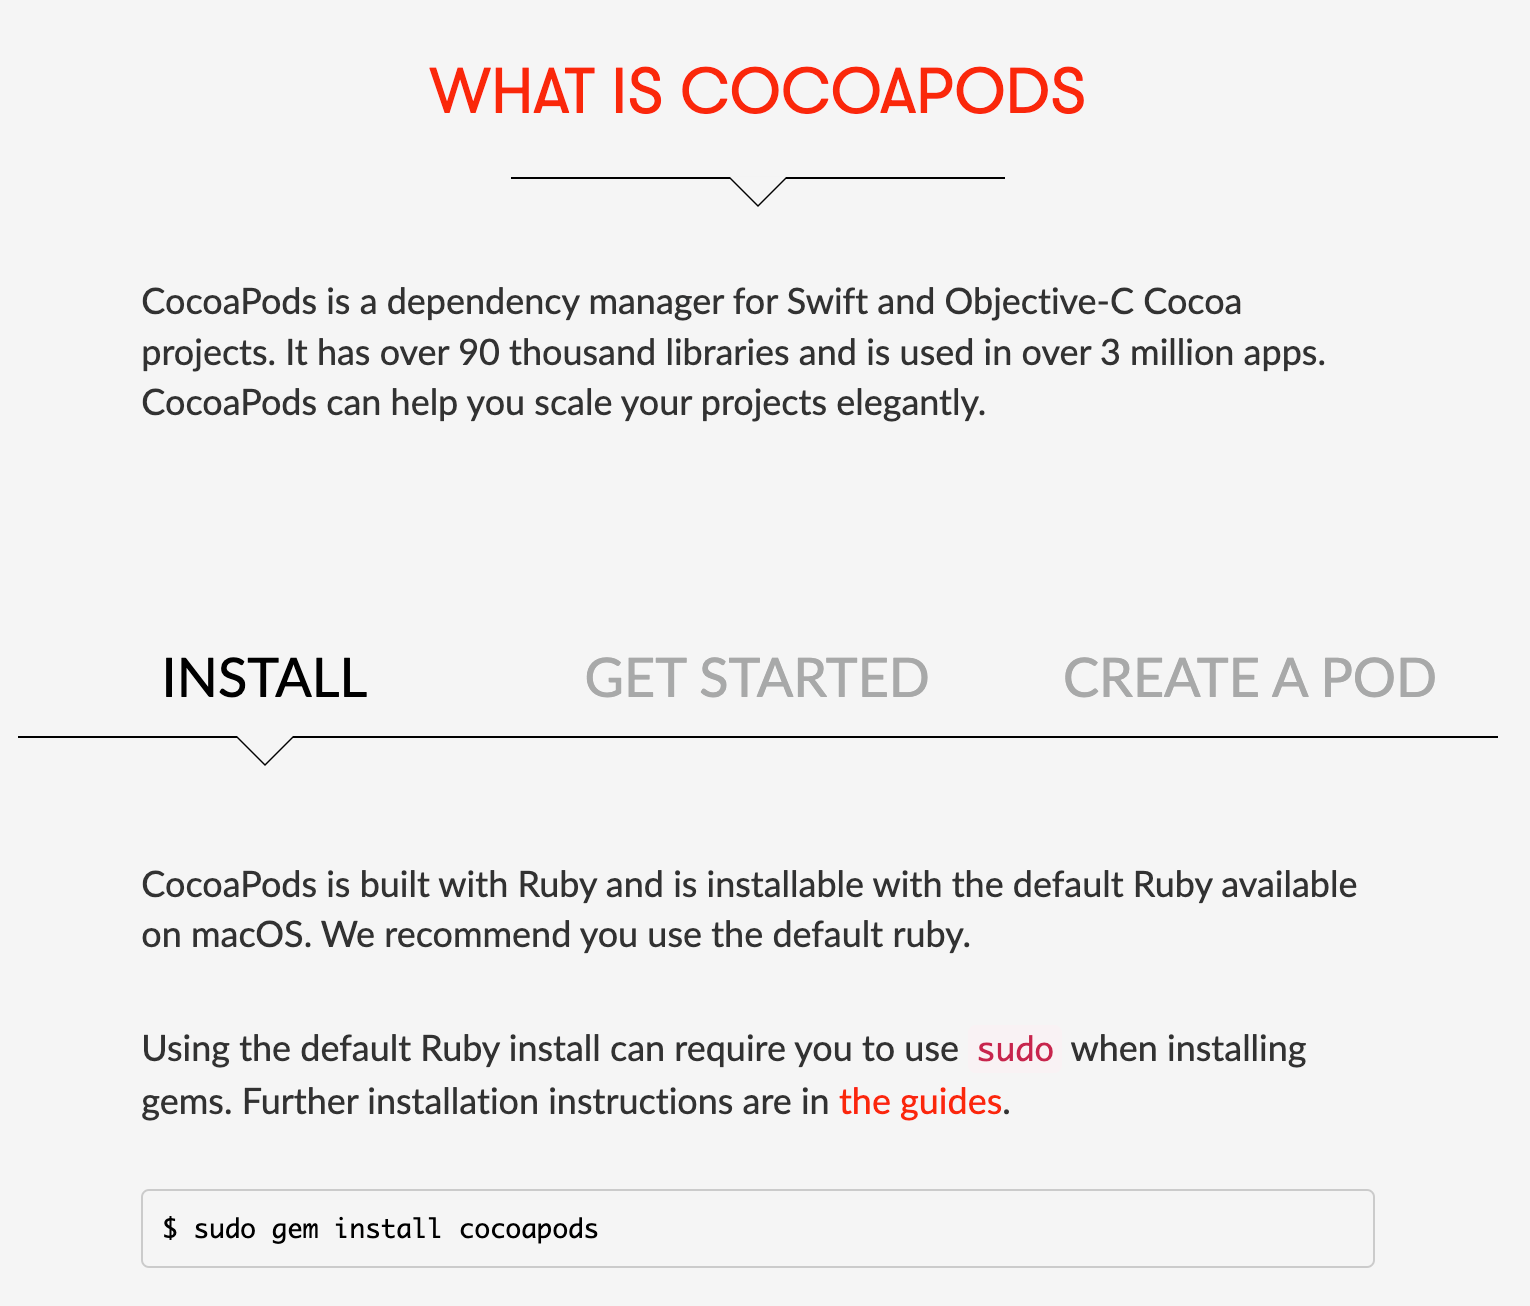 WHAT IS COCOAPODS
CocoaPods is a dependency manager for Swift and Objective-C Cocoa
projects. It has over 90 thousand libraries and is used in over 3 million apps.
CocoaPods can help you scale your projects elegantly.
INSTALL GET STARTED CREATE A POD
CocoaPods is built with Ruby and is installable with the default Ruby available
on macOS. We recommend you use the default ruby.
Using the default Ruby install can require you to use sudo when installing
gems. Further installation instructions are in the guides.
$ sudo gem install cocoapods